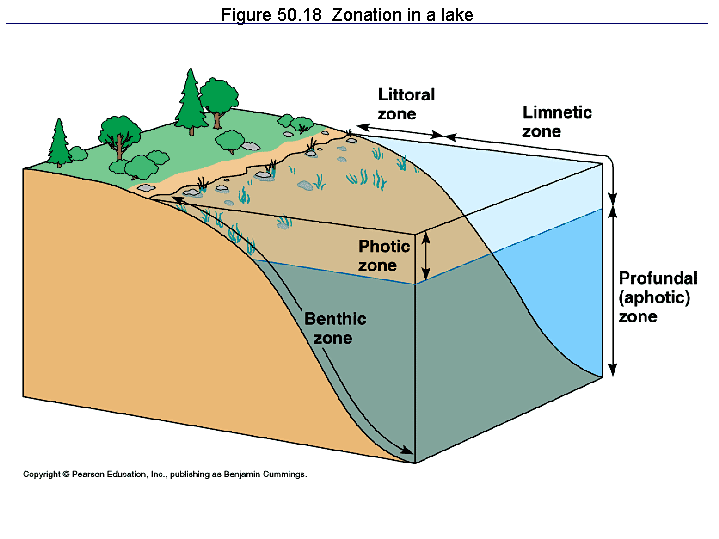 Figure 50.18  Zonation in a lake
Littoral
zone
Limnetic
zone
Photic
zone
Profundal
(aphotic)
zone
Benthic
zone
Copyright © Pearson Education, Inc., publishing as Benjamin Cummings.